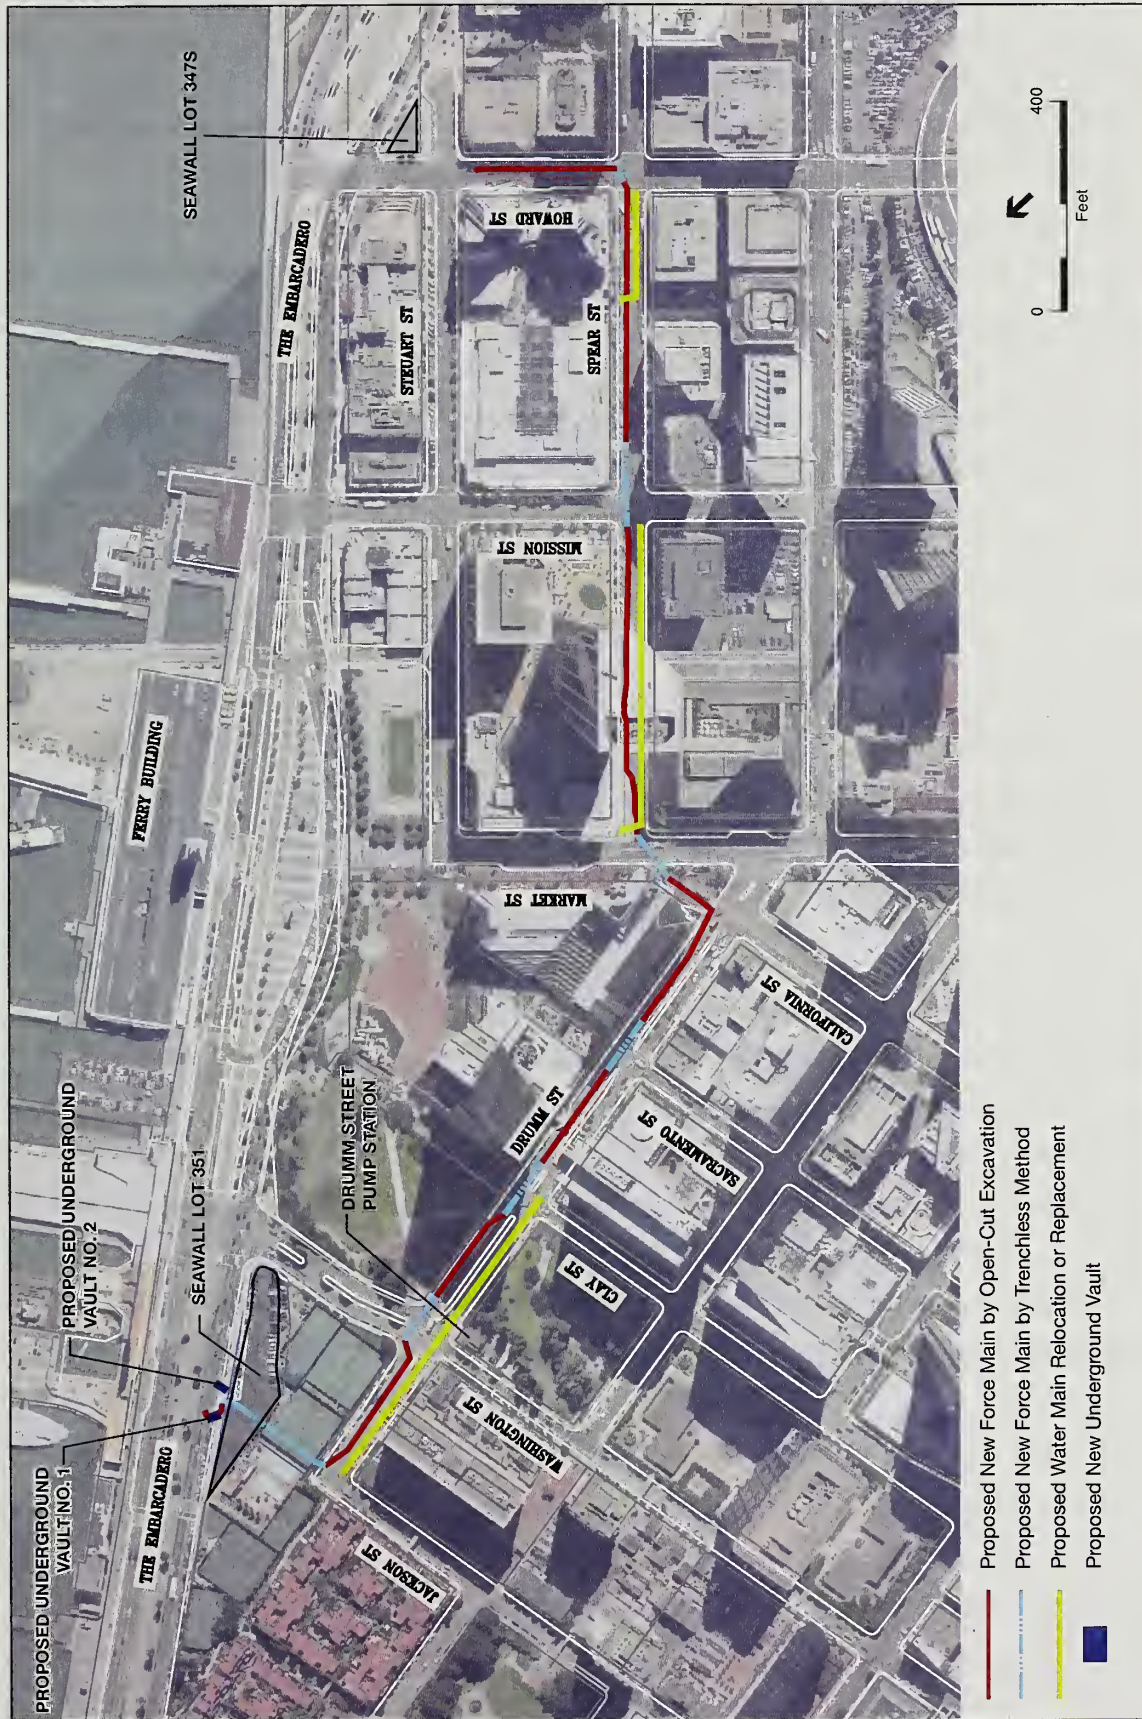 PROPOSED UNDERGROUND
VAULT NO. 1
PROPOSED UNDERGROUND
VAULT NO. 2
SEAWALL LOT 351
SEAWALL LOT 347S
THE EMBARCADERO
FERRY BUILDING
THE EMBARCADERO
DRUMM STREET
PUMP STATION
STEUART ST
HOWARD ST
SPEAR ST
MISSION ST
MARKET ST
DRUMM ST
CALIFORNIA ST
SACRAMENTO ST
CLAY ST
WASHINGTON ST
JACKSON ST
Proposed New Force Main by Open-Cut Excavation
Proposed New Force Main by Trenchless Method
Proposed Water Main Relocation or Replacement
Proposed New Underground Vault
0
400
Feet